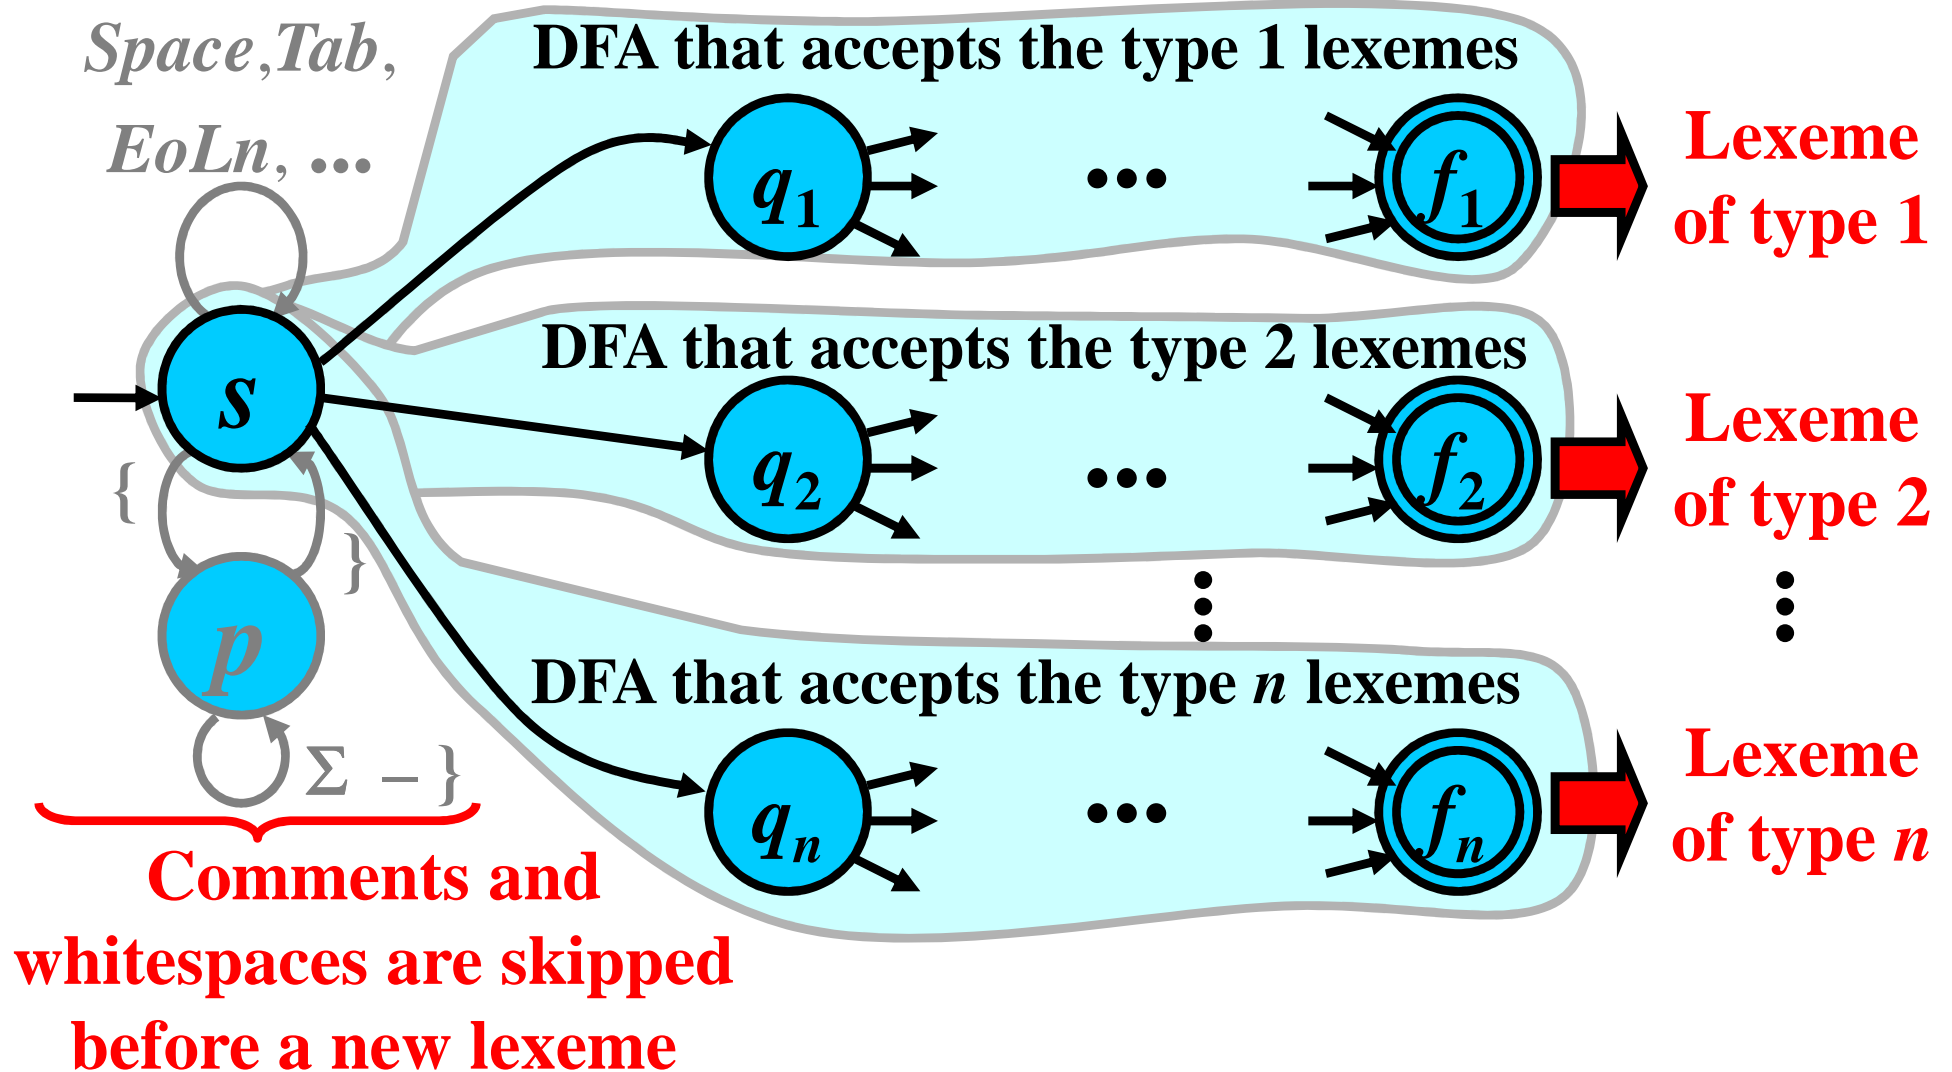 Space, Tab,
EoLn, ...
DFA that accepts the type 1 lexemes
q1
...
f1
Lexeme
of type 1
s
DFA that accepts the type 2 lexemes
q2
...
f2
Lexeme
of type 2
{
}
p
Σ – }
DFA that accepts the type n lexemes
qn
...
fn
Lexeme
of type n
Comments and
whitespaces are skipped
before a new lexeme